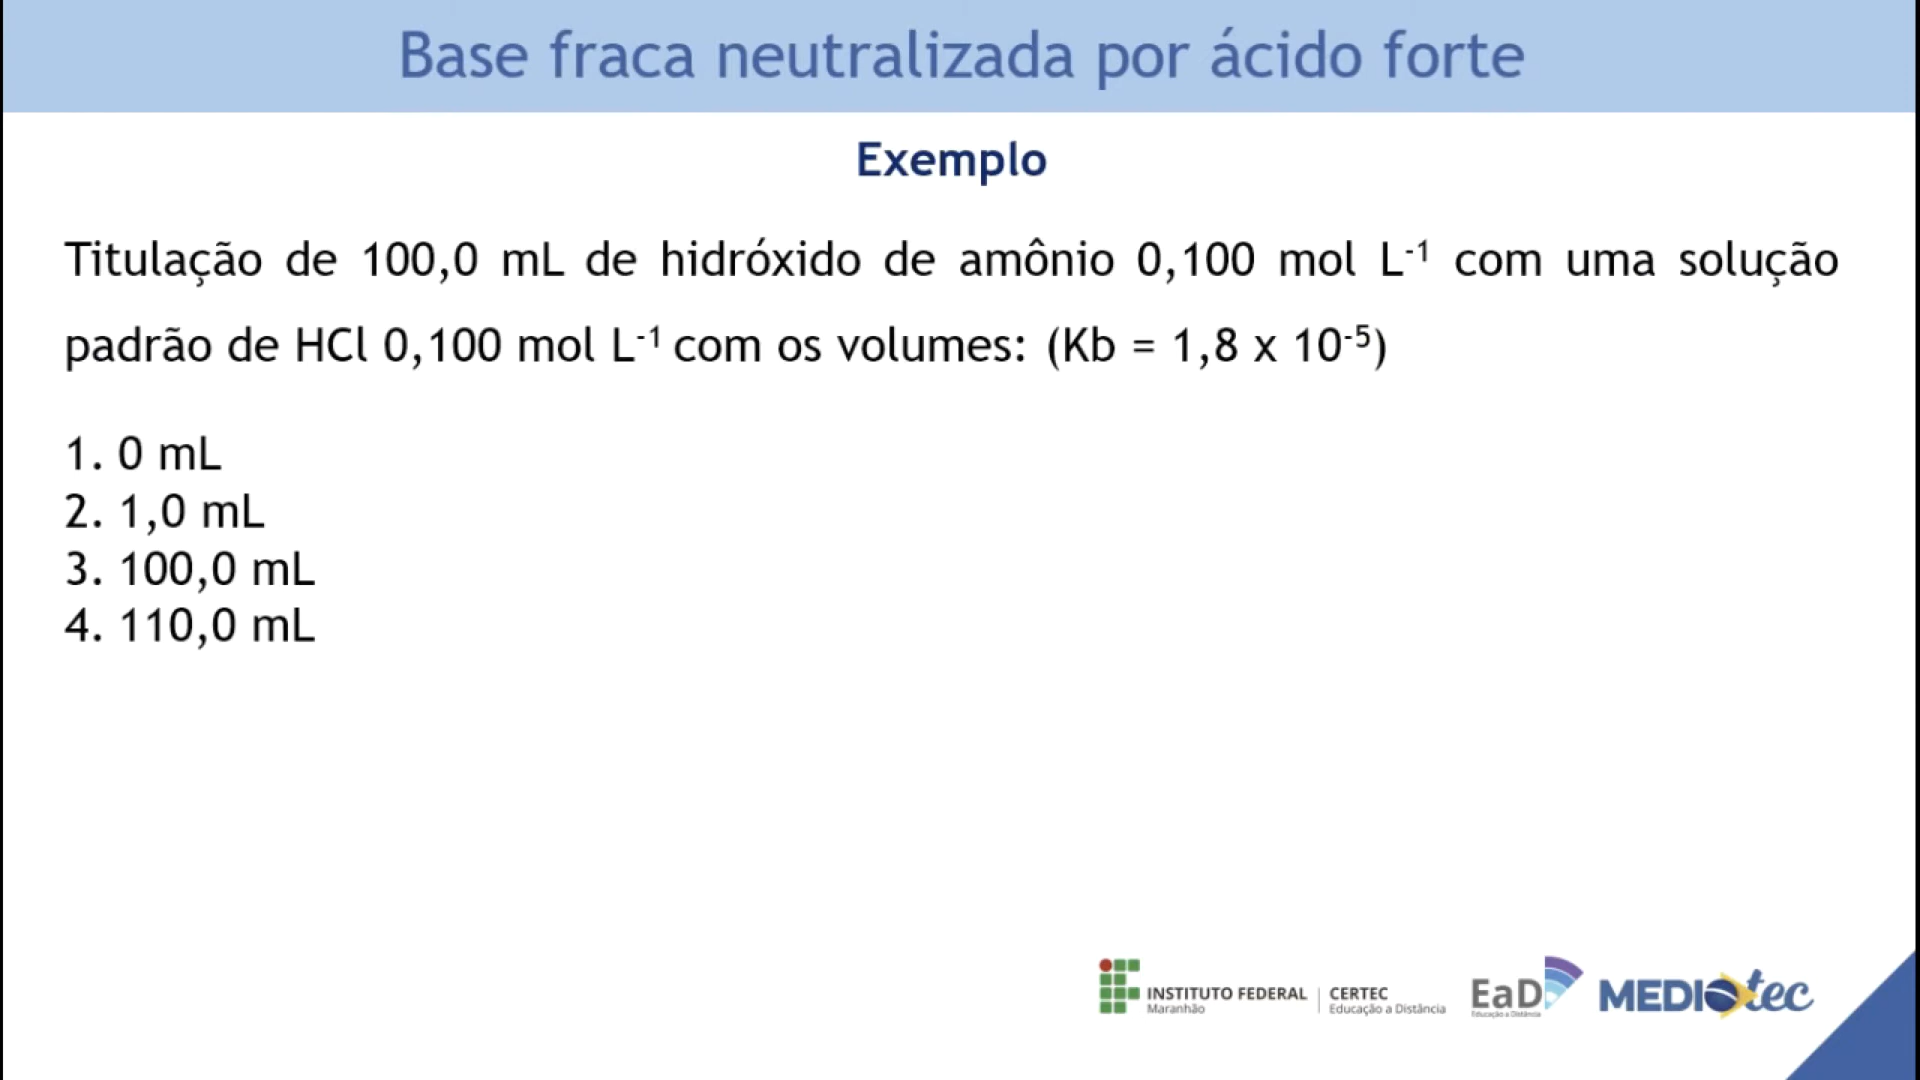 Base fraca neutralizada por ácido forte
Exemplo
Titulação de 100,0 mL de hidróxido de amônio 0,100 mol L⁻¹ com uma solução
padrão de HCl 0,100 mol L⁻¹ com os volumes: (Kb = 1,8 x 10⁻⁵)
1. 0 mL
2. 1,0 mL
3. 100,0 mL
4. 110,0 mL
INSTITUTO FEDERAL
Maranhão
CERTEC
Educação a Distância
EaD
Educação a Distância
MEDIOtec